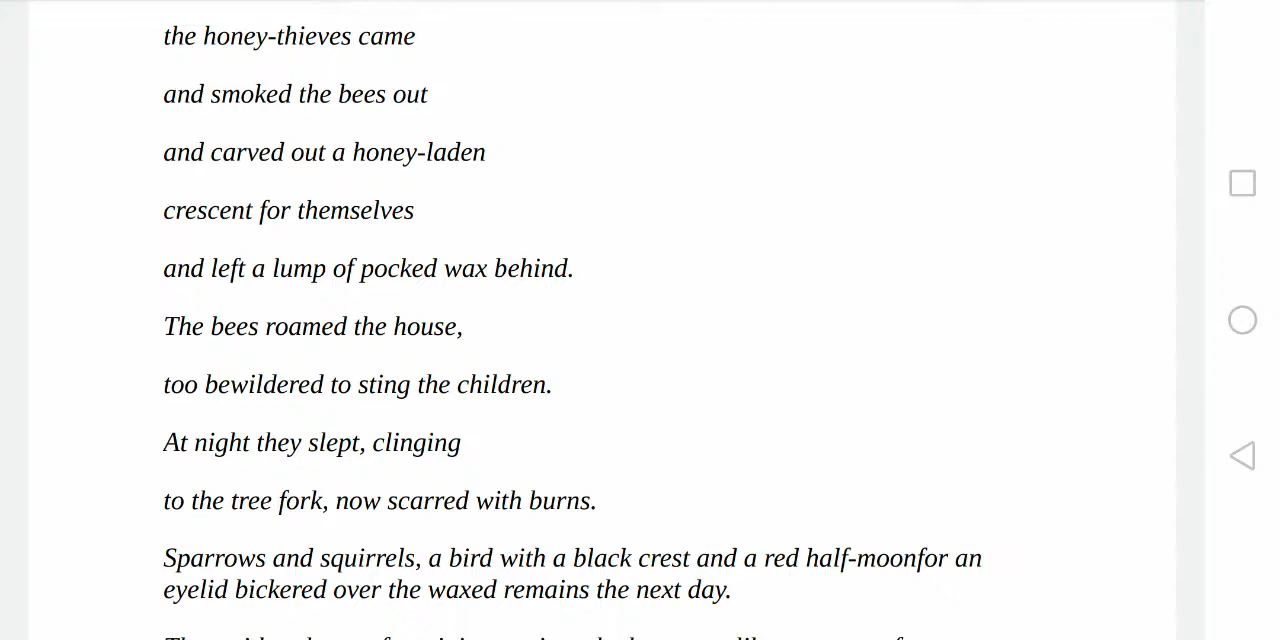 the honey-thieves came
and smoked the bees out
and carved out a honey-laden
crescent for themselves
and left a lump of pocked wax behind.
The bees roamed the house,
too bewildered to sting the children.
At night they slept, clinging
to the tree fork, now scarred with burns.
Sparrows and squirrels, a bird with a black crest and a red half-moonfor an
eyelid bickered over the waxed remains the next day.